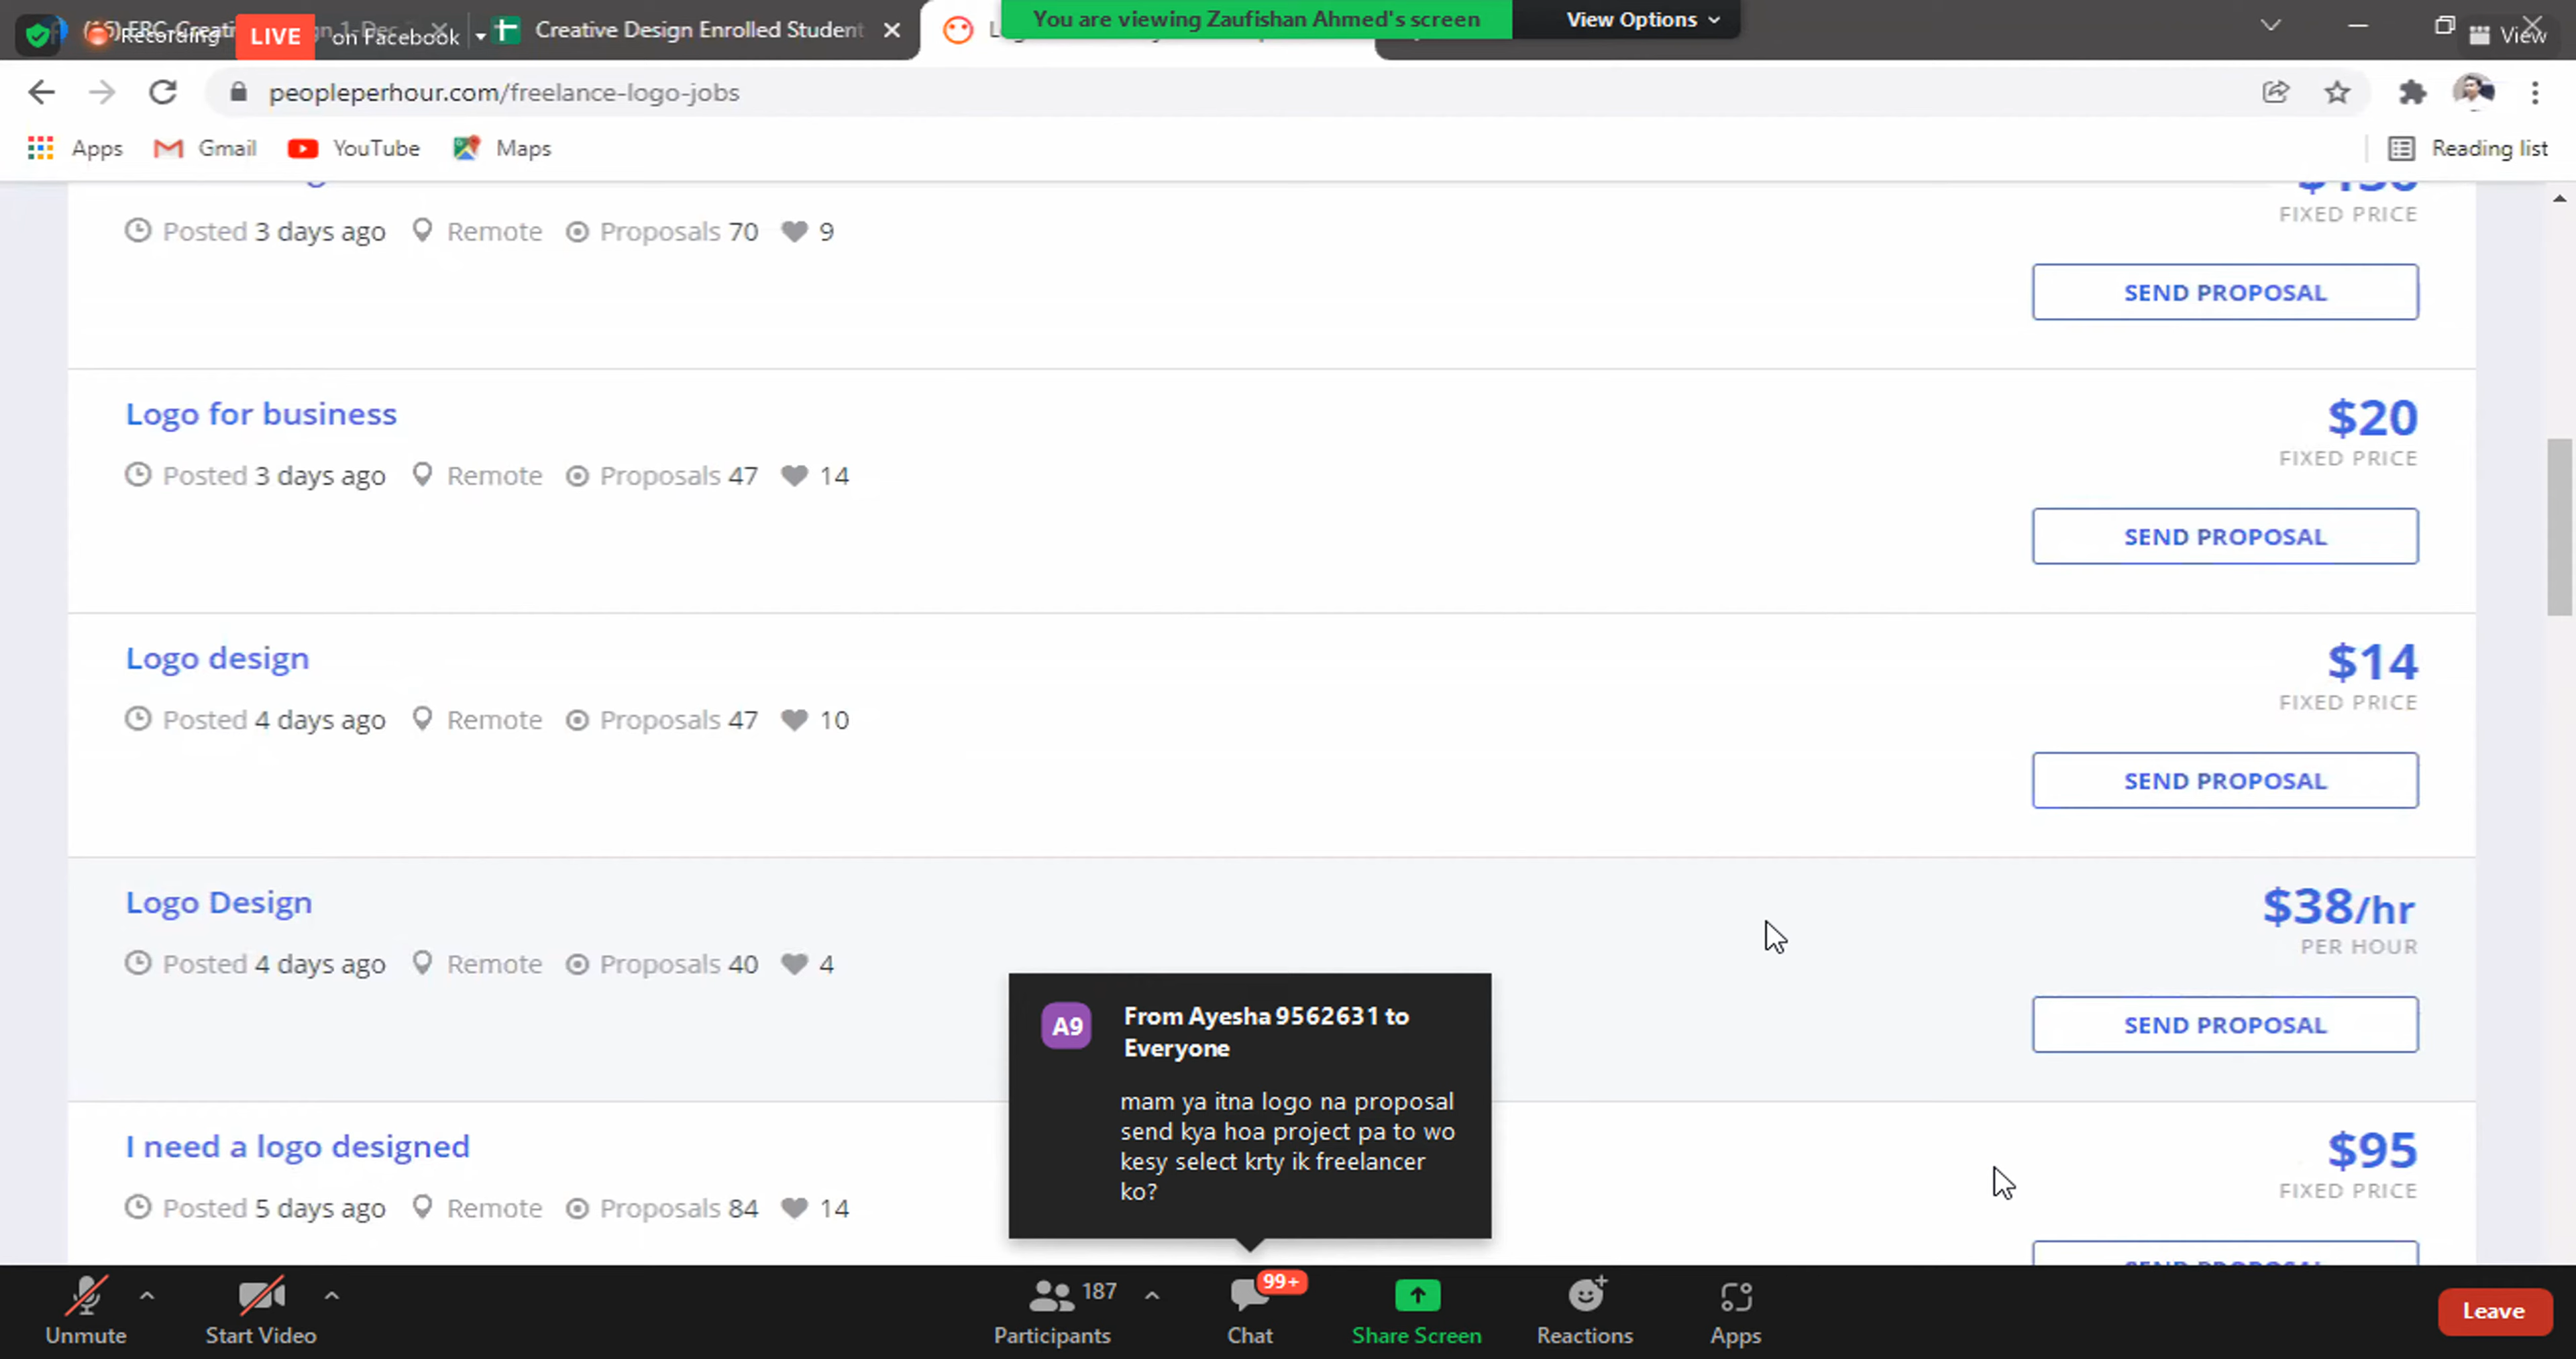 Recording LIVE on Facebook
Creative Design Enrolled Student
You are viewing Zaufishan Ahmed's screen
View Options
View
peopleperhour.com/freelance-logo-jobs
Apps Gmail YouTube Maps Reading list
FIXED PRICE
Posted 3 days ago Remote Proposals 70 9
SEND PROPOSAL
Logo for business $20
FIXED PRICE
Posted 3 days ago Remote Proposals 47 14
SEND PROPOSAL
Logo design $14
FIXED PRICE
Posted 4 days ago Remote Proposals 47 10
SEND PROPOSAL
Logo Design $38/hr
PER HOUR
Posted 4 days ago Remote Proposals 40 4
SEND PROPOSAL
A9 From Ayesha 9562631 to
Everyone
mam ya itna logo na proposal
send kya hoa project pa to wo
kesy select krty ik freelancer
ko?
I need a logo designed $95
FIXED PRICE
Posted 5 days ago Remote Proposals 84 14
187 99+
Unmute Start Video Participants Chat Share Screen Reactions Apps Leave